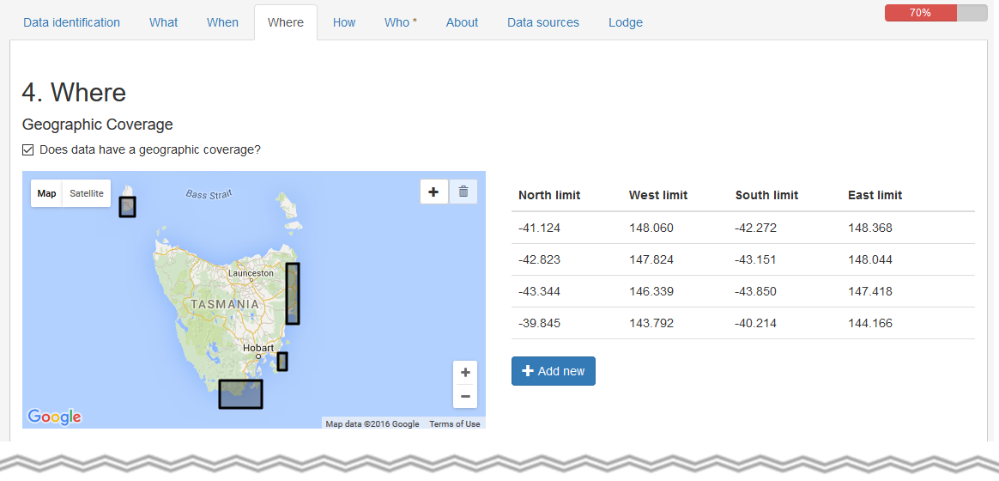 Data identification What When Where How Who * About Data sources Lodge 70%
4. Where
Geographic Coverage
Does data have a geographic coverage?
Map Satellite
Bass Strait
Launceston
TASMANIA
Hobart
Google
Map data ©2016 Google Terms of Use
North limit West limit South limit East limit
-41.124 148.060 -42.272 148.368
-42.823 147.824 -43.151 148.044
-43.344 146.339 -43.850 147.418
-39.845 143.792 -40.214 144.166
+ Add new